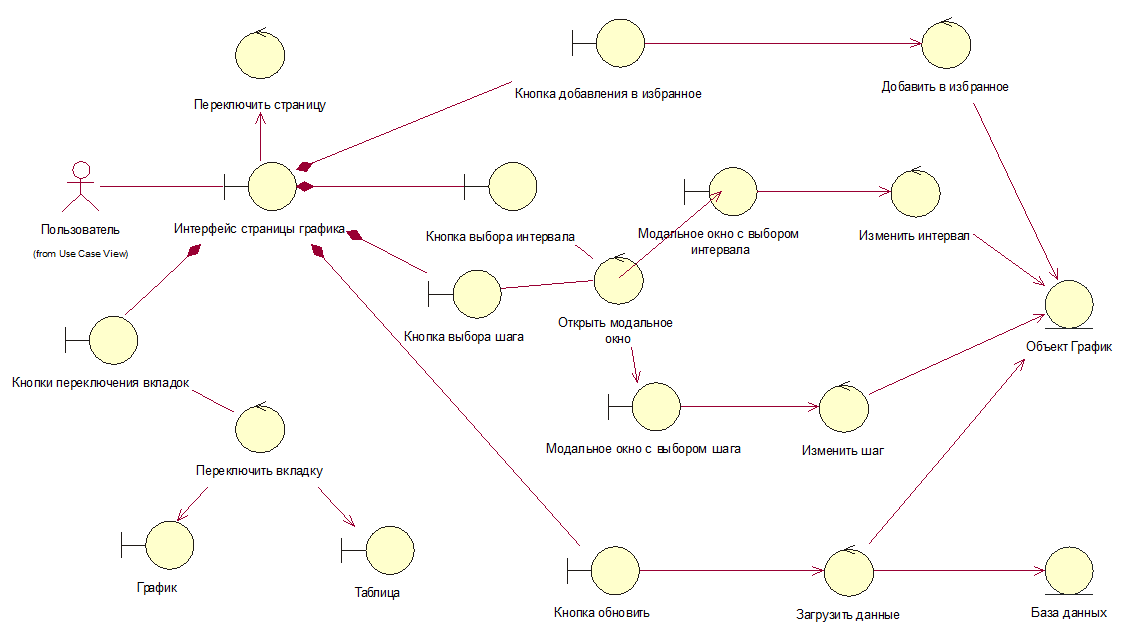 Кнопка добавления в избранное
Добавить в избранное
Переключить страницу
Пользователь
(from Use Case View)
Интерфейс страницы графика
Кнопка выбора интервала
Модальное окно с выбором
интервала
Изменить интервал
Кнопка выбора шага
Открыть модальное
окно
Объект График
Кнопки переключения вкладок
Модальное окно с выбором шага
Изменить шаг
Переключить вкладку
График
Таблица
Кнопка обновить
Загрузить данные
База данных